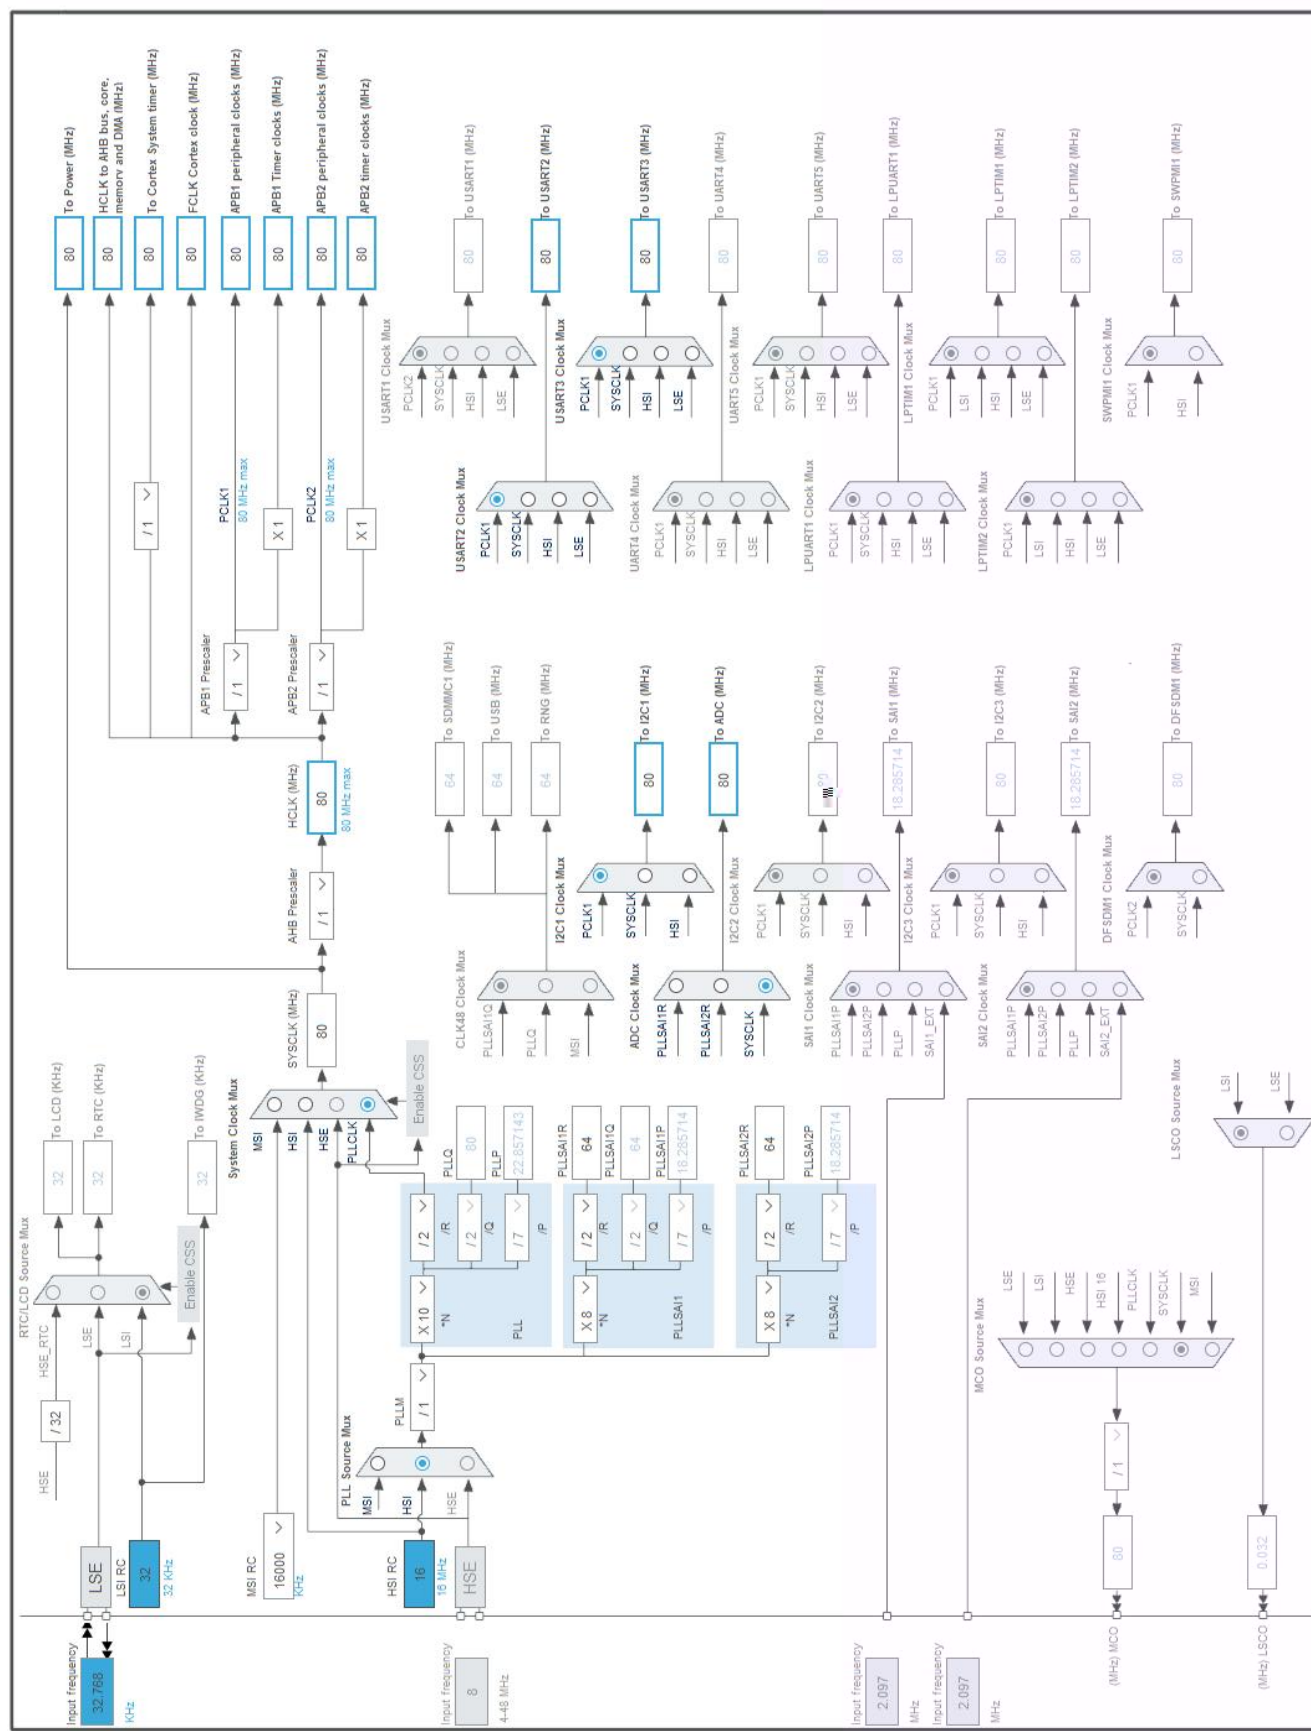 Input frequency
32.768
KHz
LSE
LSI RC
32
32 KHz
HSE
/ 32
HSE_RTC
LSE
LSI
RTC/LCD Source Mux
Enable CSS
32
To LCD (KHz)
32
To RTC (KHz)
32
To IWDG (KHz)
MSI RC
16000
KHz
HSI RC
16
16 MHz
Input frequency
8
4-48 MHz
HSE
PLL Source Mux
MSI
HSI
HSE
PLLM
/ 1
X 10
*N
PLL
/ 2
/R
/ 2
/Q
/ 7
/P
PLLQ
80
PLLP
22.857143
X 8
*N
PLLSAI1
/ 2
/R
/ 2
/Q
/ 7
/P
PLLSAI1R
64
PLLSAI1Q
64
PLLSAI1P
18.285714
X 8
*N
PLLSAI2
/ 2
/R
/ 7
/P
PLLSAI2R
64
PLLSAI2P
18.285714
System Clock Mux
MSI
HSI
HSE
PLLCLK
Enable CSS
SYSCLK (MHz)
80
AHB Prescaler
/ 1
HCLK (MHz)
80
80 MHz max
APB1 Prescaler
/ 1
APB2 Prescaler
/ 1
/ 1
PCLK1
80 MHz max
X 1
PCLK2
80 MHz max
X 1
80
To Power (MHz)
80
HCLK to AHB bus, core,
memory and DMA (MHz)
80
To Cortex System timer (MHz)
80
FCLK Cortex clock (MHz)
80
APB1 peripheral clocks (MHz)
80
APB1 Timer clocks (MHz)
80
APB2 peripheral clocks (MHz)
80
APB2 timer clocks (MHz)
CLK48 Clock Mux
PLLSAI1Q
PLLQ
MSI
64
To SDMMC1 (MHz)
64
To USB (MHz)
64
To RNG (MHz)
I2C1 Clock Mux
PCLK1
SYSCLK
HSI
80
To I2C1 (MHz)
ADC Clock Mux
PLLSAI1R
PLLSAI2R
SYSCLK
80
To ADC (MHz)
I2C2 Clock Mux
PCLK1
SYSCLK
HSI
To I2C2 (MHz)
SAI1 Clock Mux
PLLSAI1P
PLLSAI2P
PLLP
SAI1_EXT
18.285714
To SAI1 (MHz)
I2C3 Clock Mux
PCLK1
SYSCLK
HSI
80
To I2C3 (MHz)
SAI2 Clock Mux
PLLSAI1P
PLLSAI2P
PLLP
SAI2_EXT
18.285714
To SAI2 (MHz)
DFSDM1 Clock Mux
PCLK2
SYSCLK
80
To DFSDM1 (MHz)
USART1 Clock Mux
PCLK2
SYSCLK
HSI
LSE
80
To USART1 (MHz)
USART2 Clock Mux
PCLK1
SYSCLK
HSI
LSE
80
To USART2 (MHz)
USART3 Clock Mux
PCLK1
SYSCLK
HSI
LSE
80
To USART3 (MHz)
UART4 Clock Mux
PCLK1
SYSCLK
HSI
LSE
80
To UART4 (MHz)
UART5 Clock Mux
PCLK1
SYSCLK
HSI
LSE
80
To UART5 (MHz)
LPUART1 Clock Mux
PCLK1
SYSCLK
HSI
LSE
80
To LPUART1 (MHz)
LPTIM1 Clock Mux
PCLK1
LSI
HSI
LSE
80
To LPTIM1 (MHz)
LPTIM2 Clock Mux
PCLK1
LSI
HSI
LSE
80
To LPTIM2 (MHz)
SWPMI1 Clock Mux
PCLK1
HSI
80
To SWPMI1 (MHz)
Input frequency
2.097
MHz
Input frequency
2.097
MHz
MCO Source Mux
LSE
LSI
HSE
HSI 16
PLLCLK
SYSCLK
MSI
/ 1
80
(MHz) MCO
LSCO Source Mux
LSI
LSE
0.032
(MHz) LSCO